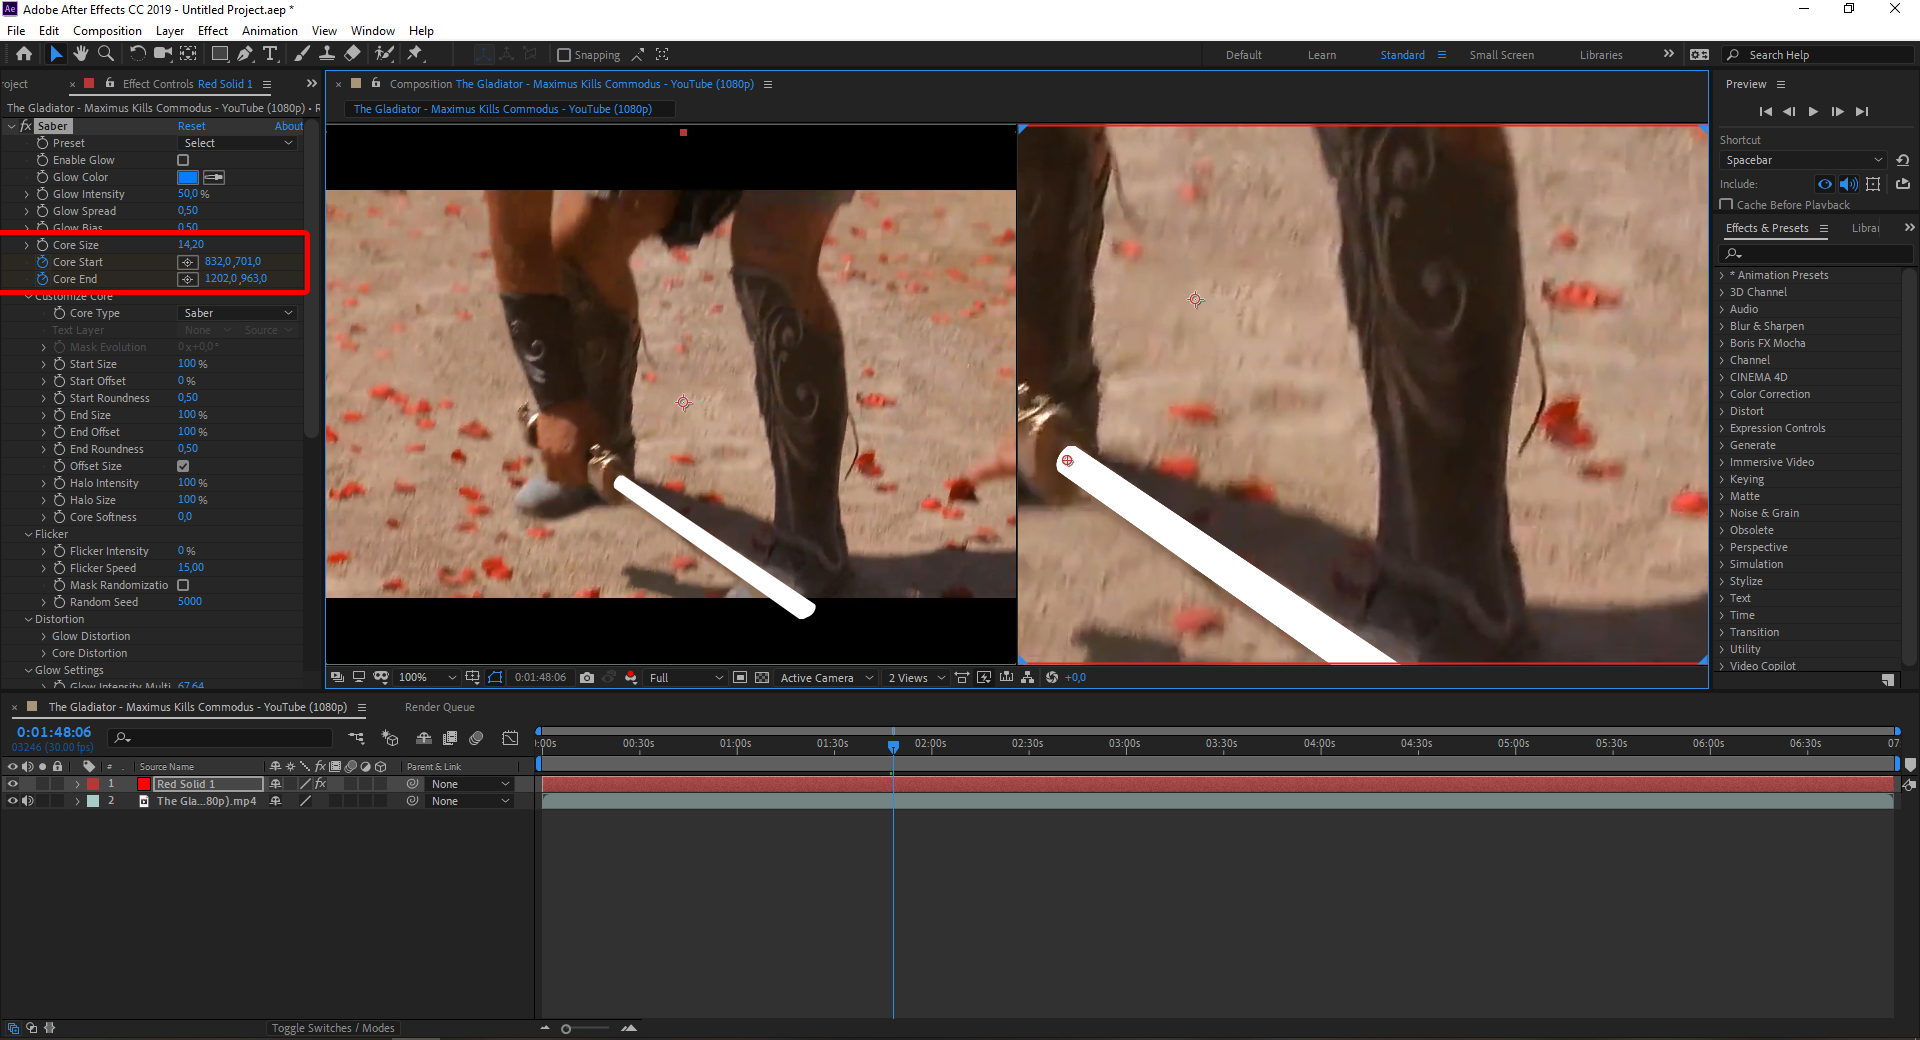 Adobe After Effects CC 2019 - Untitled Project.aep *
File Edit Composition Layer Effect Animation View Window Help
Snapping Default Learn Standard Small Screen Libraries Search Help
roject Effect Controls Red Solid 1
The Gladiator - Maximus Kills Commodus - YouTube (1080p) • R
fx Saber Reset About
Preset Select
Enable Glow
Glow Color
Glow Intensity 50,0 %
Glow Spread 0,50
Glow Bias 0,50
Core Size 14,20
Core Start 832,0 ,701,0
Core End 1202,0 ,963,0
Customize Core
Core Type Saber
Text Layer None Source
Mask Evolution 0 x +0,0 °
Start Size 100 %
Start Offset 0 %
Start Roundness 0,50
End Size 100 %
End Offset 100 %
End Roundness 0,50
Offset Size
Halo Intensity 100 %
Halo Size 100 %
Core Softness 0,0
Flicker
Flicker Intensity 0 %
Flicker Speed 15,00
Mask Randomizatio
Random Seed 5000
Distortion
Glow Distortion
Core Distortion
Glow Settings
Glow Intensity Multi 67,64
Composition The Gladiator - Maximus Kills Commodus - YouTube (1080p)
The Gladiator - Maximus Kills Commodus - YouTube (1080p)
100% 0:01:48:06 Full Active Camera 2 Views +0,0
Preview
Shortcut
Spacebar
Include:
Cache Before Playback
Effects & Presets Librar
* Animation Presets
3D Channel
Audio
Blur & Sharpen
Boris FX Mocha
Channel
CINEMA 4D
Color Correction
Distort
Expression Controls
Generate
Immersive Video
Keying
Matte
Noise & Grain
Obsolete
Perspective
Simulation
Stylize
Text
Time
Transition
Utility
Video Copilot
The Gladiator - Maximus Kills Commodus - YouTube (1080p) Render Queue
0:01:48:06
03246 (30.00 fps)
:00s 00:30s 01:00s 01:30s 02:00s 02:30s 03:00s 03:30s 04:00s 04:30s 05:00s 05:30s 06:00s 06:30s 07:
# Source Name fx Parent & Link
1 Red Solid 1 fx None
2 The Gla...80p).mp4 None
Toggle Switches / Modes